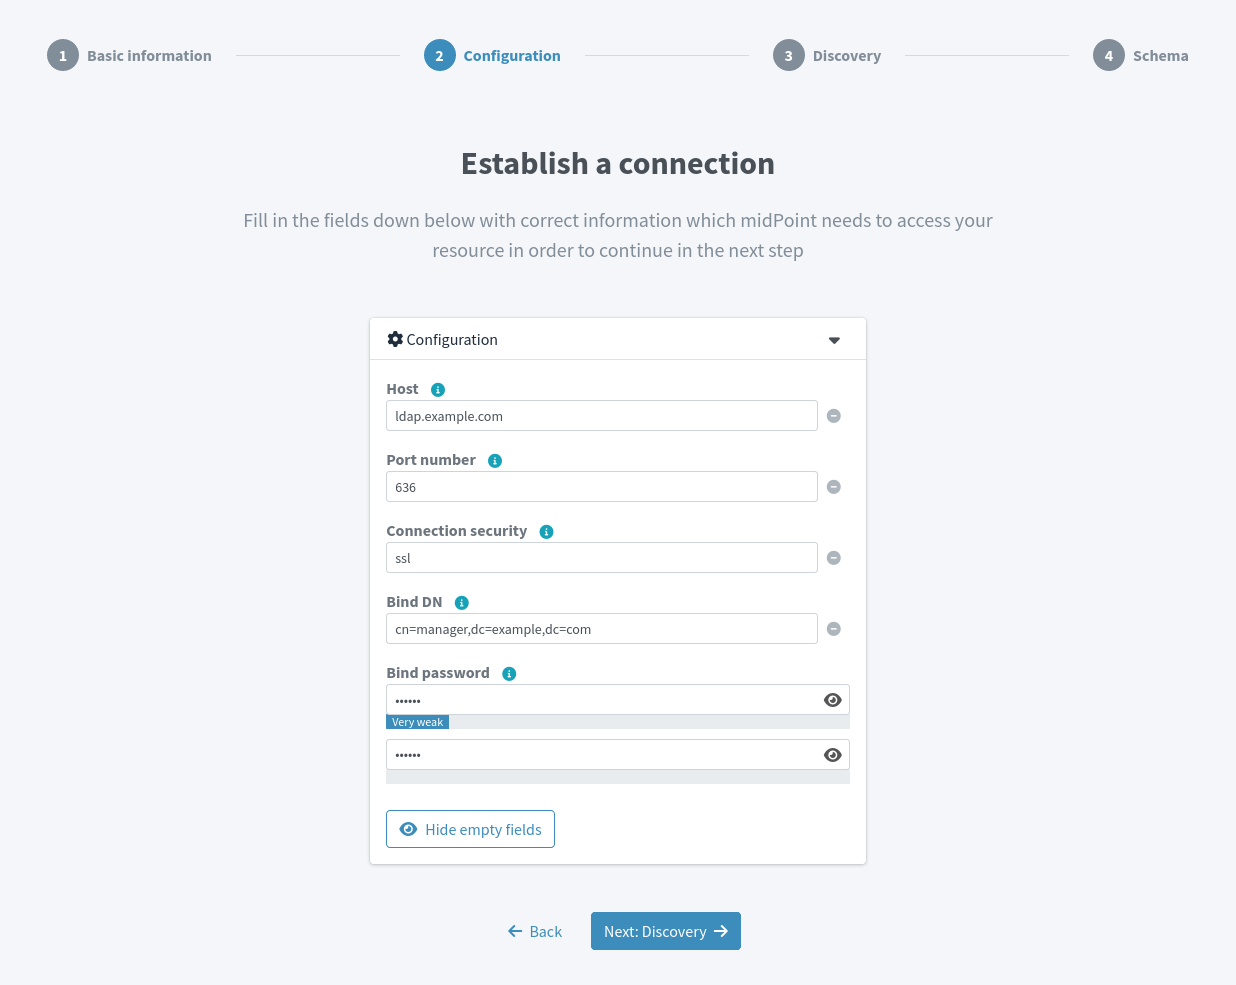 1 Basic information 2 Configuration 3 Discovery 4 Schema
Establish a connection
Fill in the fields down below with correct information which midPoint needs to access your
resource in order to continue in the next step
Configuration
Host
ldap.example.com
Port number
636
Connection security
ssl
Bind DN
cn=manager,dc=example,dc=com
Bind password
••••••
Very weak
••••••
Hide empty fields
Back Next: Discovery